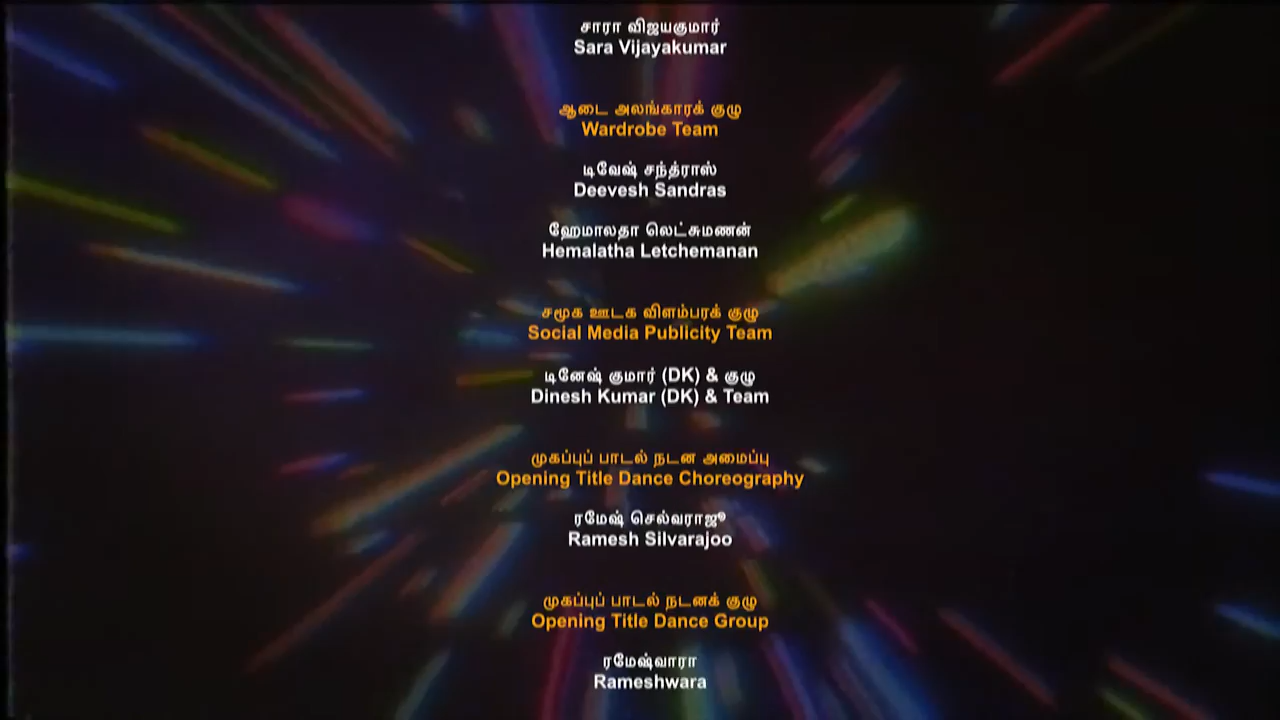 சாரா விஜயகுமார்
Sara Vijayakumar
ஆடை அலங்காரக் குழு
Wardrobe Team
டிவேஷ் சந்த்ராஸ்
Deevesh Sandras
ஹேமாலதா லெட்சுமணன்
Hemalatha Letchemanan
சமூக ஊடக விளம்பரக் குழு
Social Media Publicity Team
டினேஷ் குமார் (DK) & குழு
Dinesh Kumar (DK) & Team
முகப்புப் பாடல் நடன அமைப்பு
Opening Title Dance Choreography
ரமேஷ் செல்வராஜூ
Ramesh Silvarajoo
முகப்புப் பாடல் நடனக் குழு
Opening Title Dance Group
ரமேஷ்வாரா
Rameshwara